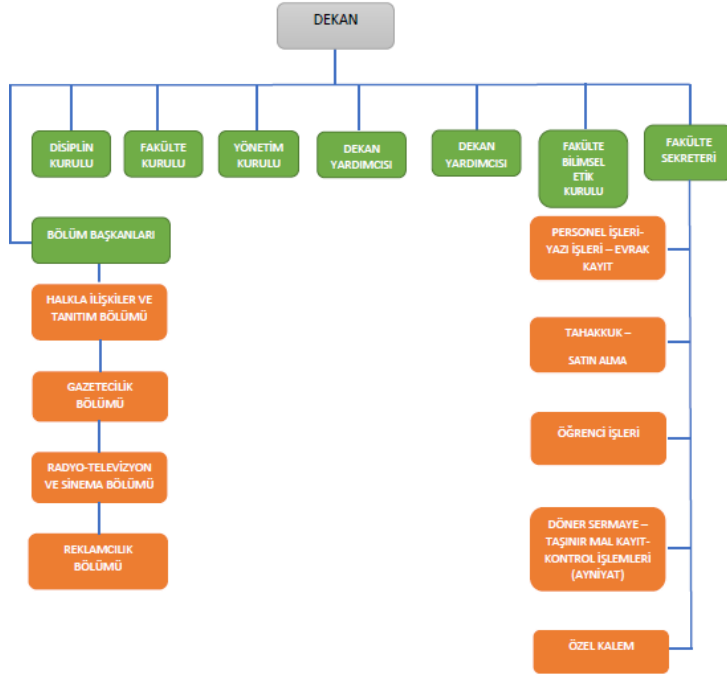 DEKAN
DİSİPLİN
KURULU
FAKÜLTE
KURULU
YÖNETİM
KURULU
DEKAN
YARDIMCISI
DEKAN
YARDIMCISI
FAKÜLTE
BİLİMSEL
ETİK
KURULU
FAKÜLTE
SEKRETERİ
BÖLÜM BAŞKANLARI
HALKLA İLİŞKİLER VE
TANITIM BÖLÜMÜ
GAZETECİLİK
BÖLÜMÜ
RADYO-TELEVİZYON
VE SİNEMA BÖLÜMÜ
REKLAMCILIK
BÖLÜMÜ
PERSONEL İŞLERİ-
YAZI İŞLERİ – EVRAK
KAYIT
TAHAKKUK –
SATIN ALMA
ÖĞRENCİ İŞLERİ
DÖNER SERMAYE –
TAŞINIR MAL KAYIT-
KONTROL İŞLEMLERİ
(AYNİYAT)
ÖZEL KALEM